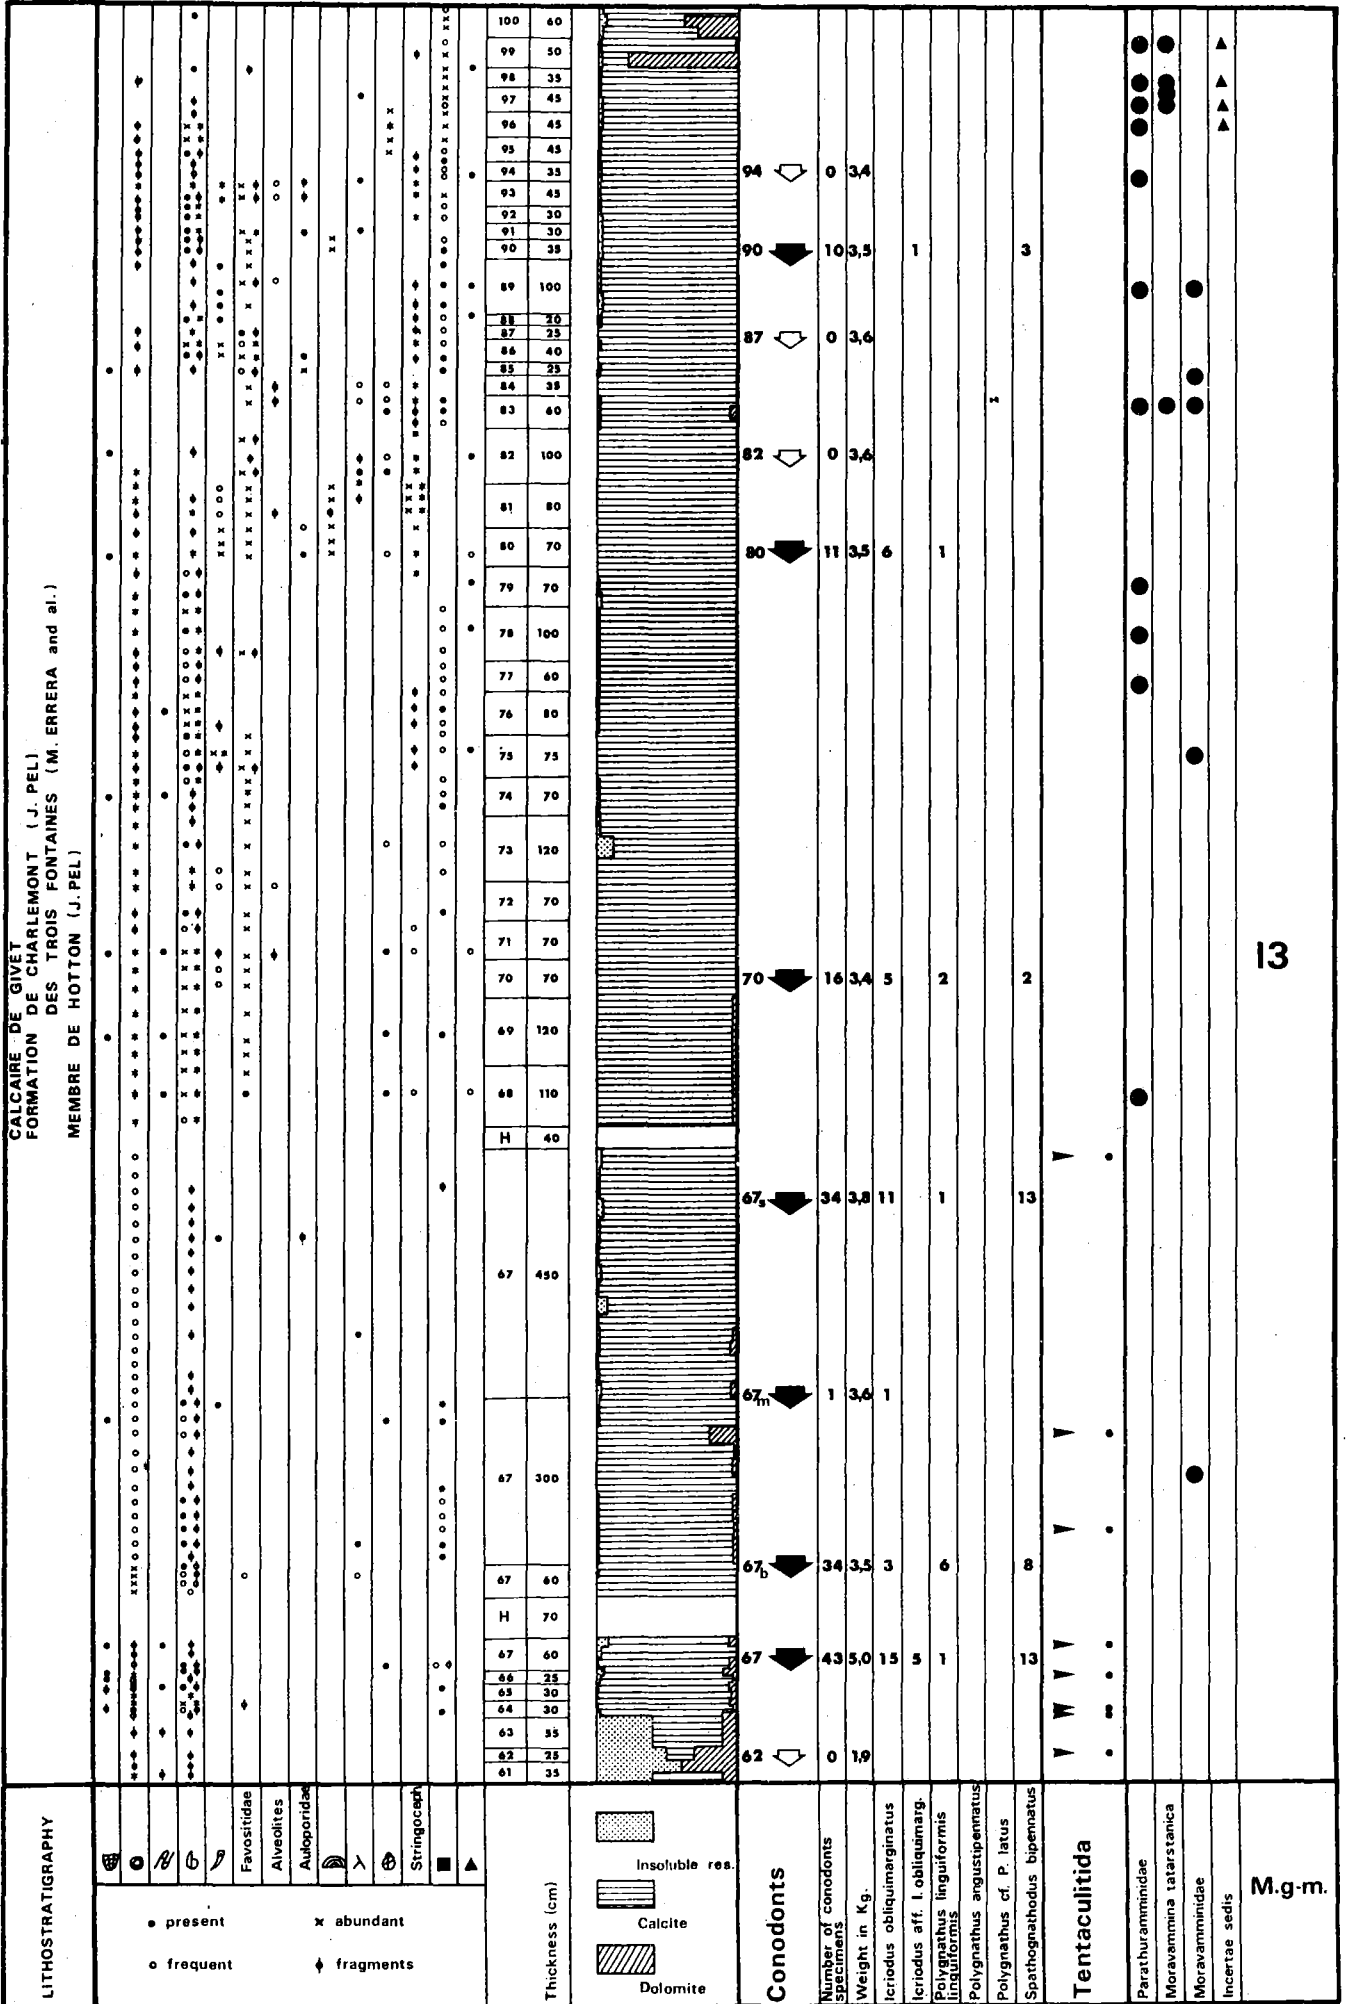 CALCAIRE DE GIVET
FORMATION DE CHARLEMONT (J. PEL)
DES TROIS FONTAINES (M. ERRERA and al.)
MEMBRE DE HOTTON (J. PEL)
100 60
99 50
98 35
97 45
96 45
95 45
94 35
93 45
92 30
91 30
90 35
89 100
88 20
87 25
86 40
85 25
84 35
83 60
82 100
81 80
80 70
79 70
78 100
77 60
76 80
75 75
74 70
73 120
72 70
71 70
70 70
69 120
68 110
H 40
67 450
67 300
67 60
H 70
67 60
66 25
65 30
64 30
63 55
62 25
61 35
94 0 3,4
90 10 3,5 1 3
87 0 3,6
82 0 3,6
80 11 3,5 6 1
70 16 3,4 5 2 2
67s 34 3,8 11 1 13
67m 1 3,6 1
67b 34 3,5 3 6 8
67 43 5,0 15 5 1 13
62 0 1,9
13
LITHOSTRATIGRAPHY
Favositidae
Alveolites
Auloporidae
λ
Stringoceph
● present
x abundant
o frequent
fragments
Thickness (cm)
Insoluble res.
Calcite
Dolomite
Conodonts
Number of conodonts
specimens
Weight in Kg.
Icriodus obliquimarginatus
Icriodus aff. I. obliquimarg.
Polygnathus linguiformis
linguiformis
Polygnathus angustipennatus
Polygnathus cf. P. latus
Spathognathodus bipennatus
Tentaculitida
Parathuramminidae
Moravammina tatarstanica
Moravamminidae
Incertae sedis
M.g-m.